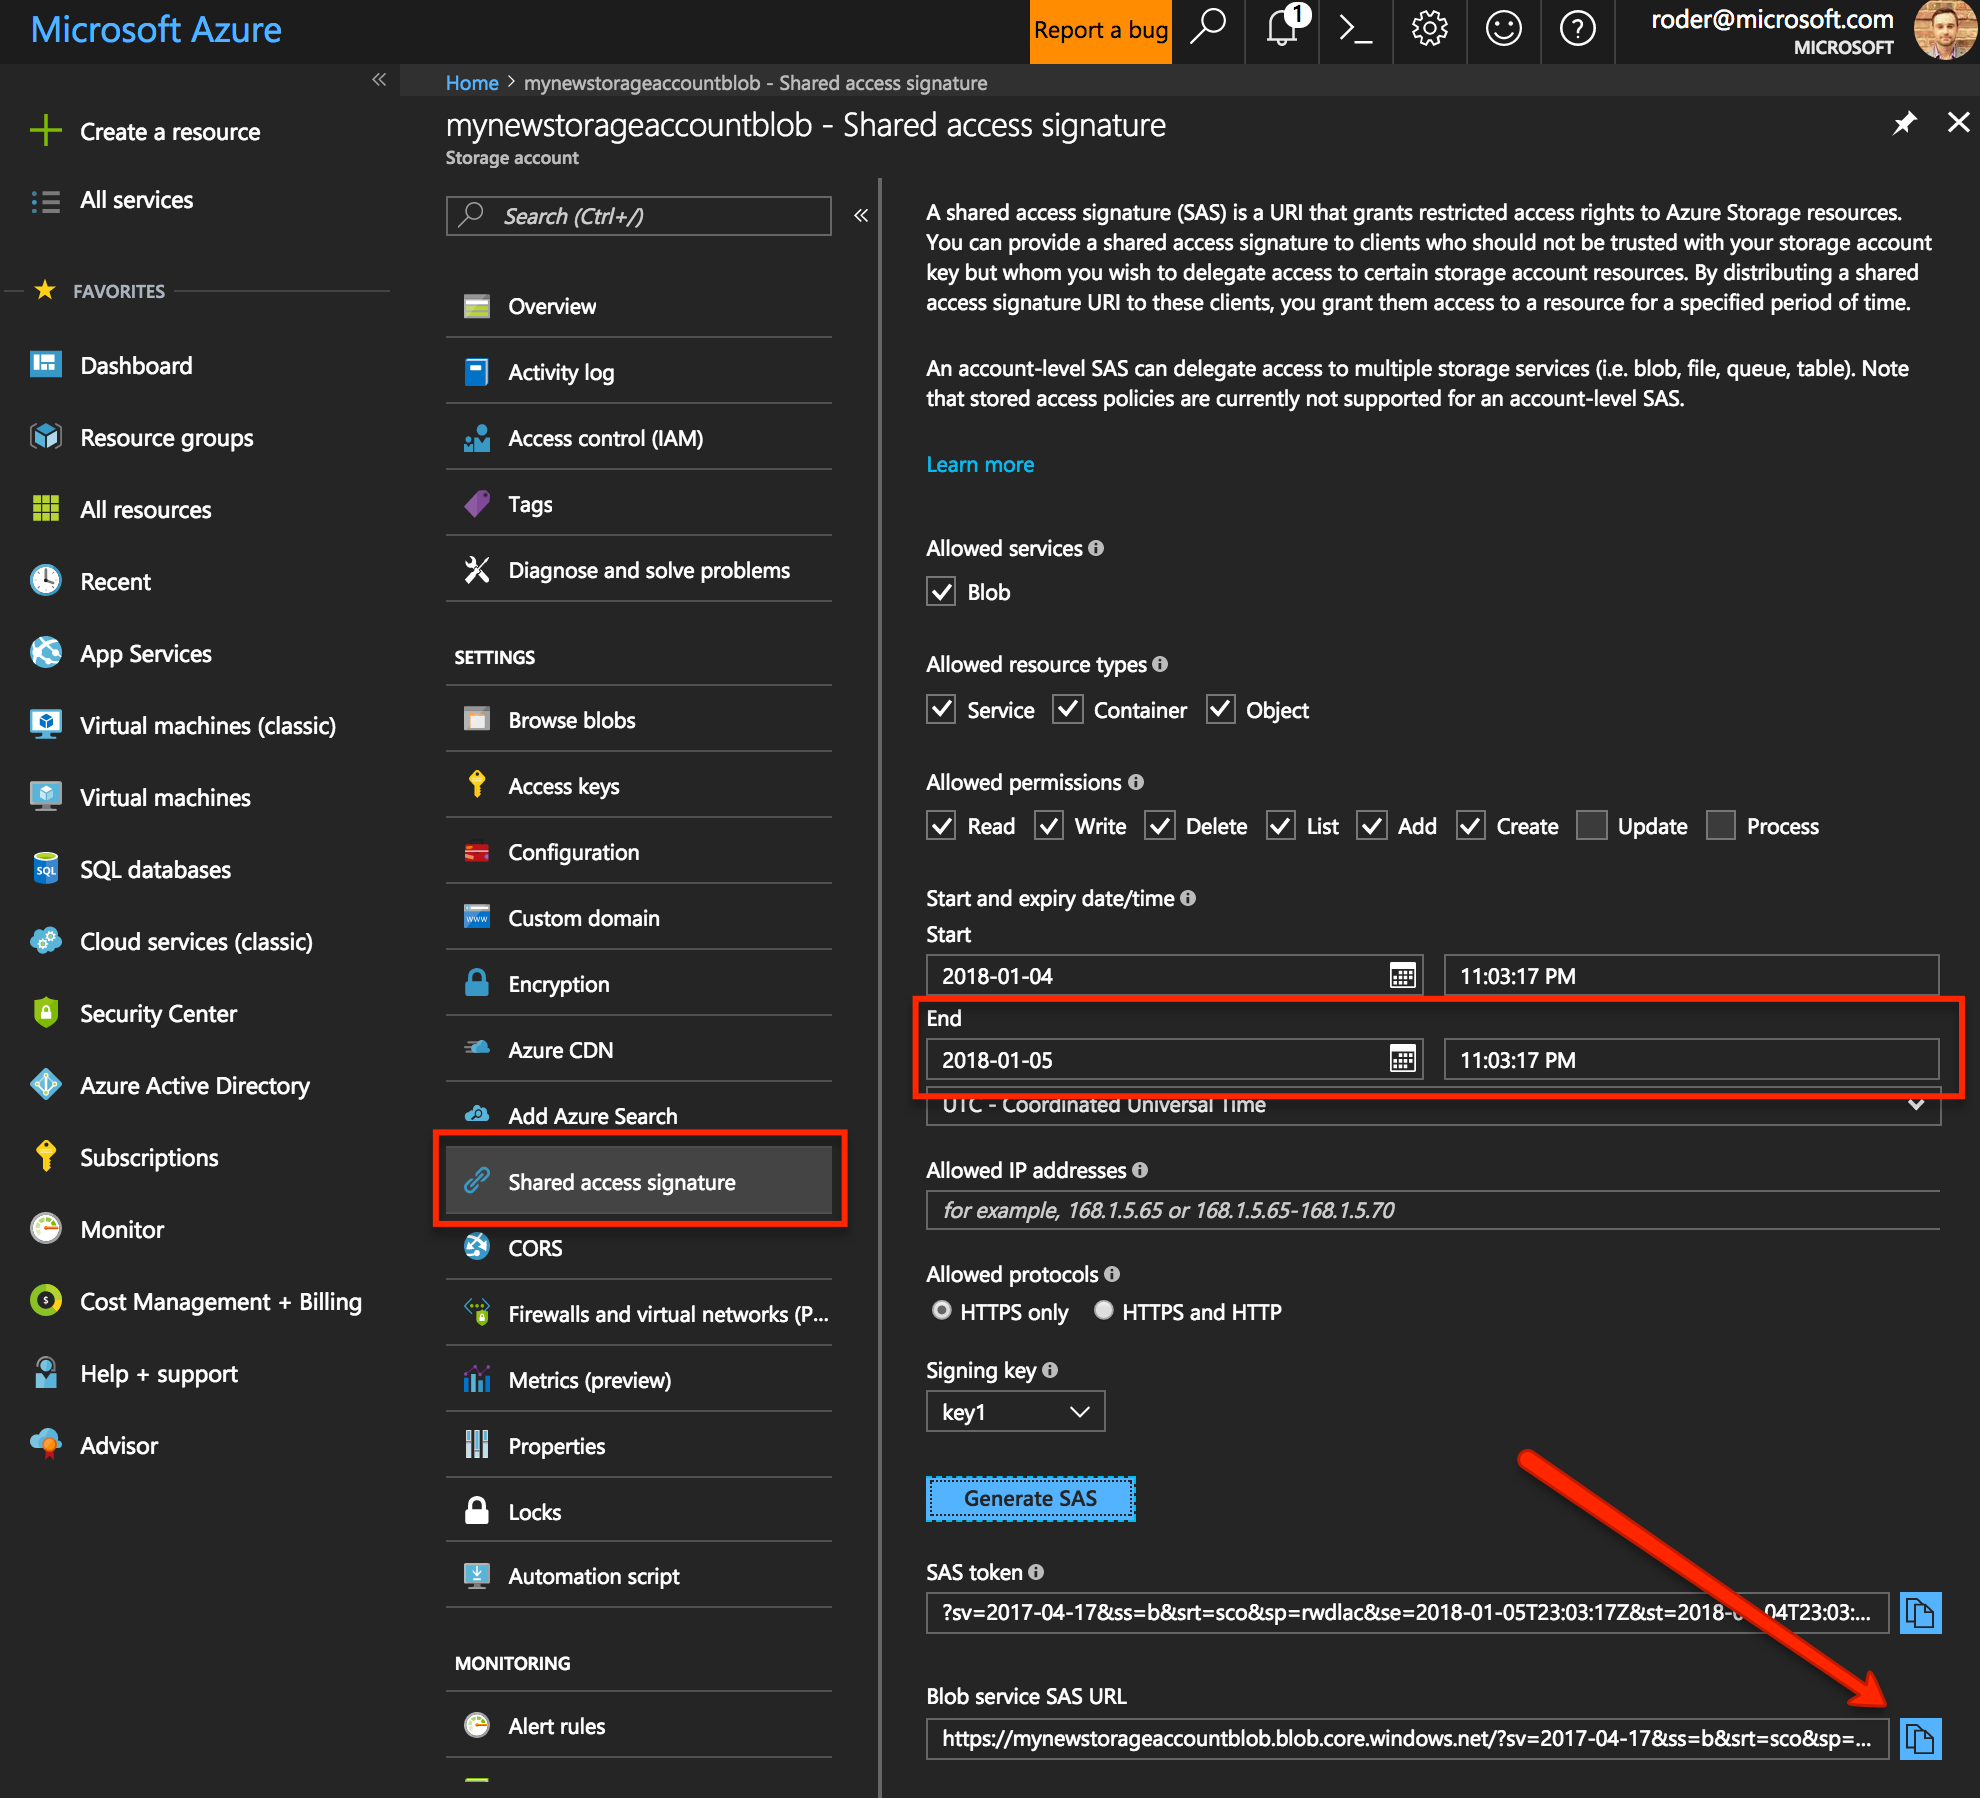 Microsoft Azure
Report a bug
1
roder@microsoft.com
MICROSOFT
Home > mynewstorageaccountblob - Shared access signature
mynewstorageaccountblob - Shared access signature
Storage account
Create a resource
All services
FAVORITES
Dashboard
Resource groups
All resources
Recent
App Services
Virtual machines (classic)
Virtual machines
SQL databases
Cloud services (classic)
Security Center
Azure Active Directory
Subscriptions
Monitor
Cost Management + Billing
Help + support
Advisor
Search (Ctrl+/)
Overview
Activity log
Access control (IAM)
Tags
Diagnose and solve problems
SETTINGS
Browse blobs
Access keys
Configuration
Custom domain
Encryption
Azure CDN
Add Azure Search
Shared access signature
CORS
Firewalls and virtual networks (P...
Metrics (preview)
Properties
Locks
Automation script
MONITORING
Alert rules
A shared access signature (SAS) is a URI that grants restricted access rights to Azure Storage resources.
You can provide a shared access signature to clients who should not be trusted with your storage account
key but whom you wish to delegate access to certain storage account resources. By distributing a shared
access signature URI to these clients, you grant them access to a resource for a specified period of time.
An account-level SAS can delegate access to multiple storage services (i.e. blob, file, queue, table). Note
that stored access policies are currently not supported for an account-level SAS.
Learn more
Allowed services
Blob
Allowed resource types
Service Container Object
Allowed permissions
Read Write Delete List Add Create Update Process
Start and expiry date/time
Start
2018-01-04 11:03:17 PM
End
2018-01-05 11:03:17 PM
UTC - Coordinated Universal Time
Allowed IP addresses
for example, 168.1.5.65 or 168.1.5.65-168.1.5.70
Allowed protocols
HTTPS only HTTPS and HTTP
Signing key
key1
Generate SAS
SAS token
?sv=2017-04-17&ss=b&srt=sco&sp=rwdlac&se=2018-01-05T23:03:17Z&st=2018-01-04T23:03:...
Blob service SAS URL
https://mynewstorageaccountblob.blob.core.windows.net/?sv=2017-04-17&ss=b&srt=sco&sp=...